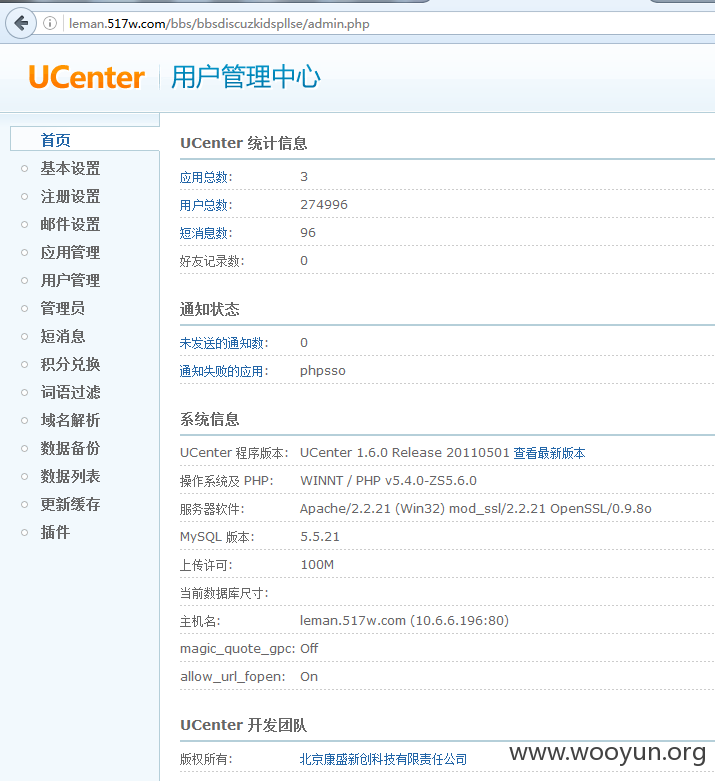 leman.517w.com/bbs/bbsdiscuzkidspllse/admin.php
UCenter 用户管理中心
首页
基本设置
注册设置
邮件设置
应用管理
用户管理
管理员
短消息
积分兑换
词语过滤
域名解析
数据备份
数据列表
更新缓存
插件
UCenter 统计信息
应用总数: 3
用户总数: 274996
短消息数: 96
好友记录数: 0
通知状态
未发送的通知数: 0
通知失败的应用: phpsso
系统信息
UCenter 程序版本: UCenter 1.6.0 Release 20110501 查看最新版本
操作系统及 PHP: WINNT / PHP v5.4.0-ZS5.6.0
服务器软件: Apache/2.2.21 (Win32) mod_ssl/2.2.21 OpenSSL/0.9.8o
MySQL 版本: 5.5.21
上传许可: 100M
当前数据库尺寸:
主机名: leman.517w.com (10.6.6.196:80)
magic_quote_gpc: Off
allow_url_fopen: On
UCenter 开发团队
版权所有: 北京康盛新创科技有限责任公司
www.wooyun.org